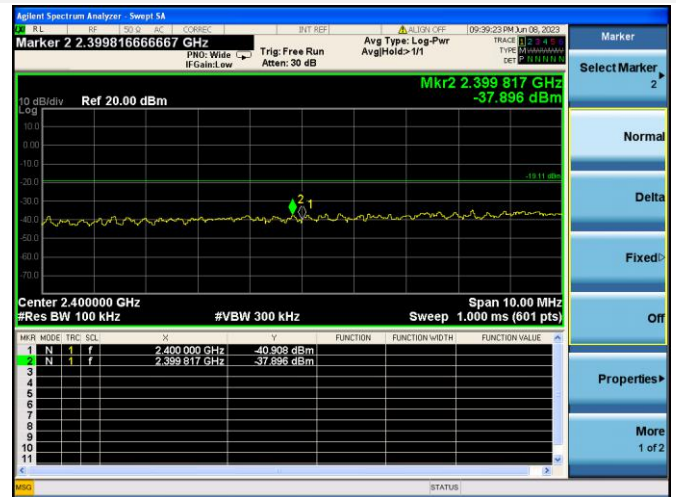 Agilent Spectrum Analyzer - Swept SA
RL RF 50 Ω AC CORREC INT REF ALIGN OFF 09:39:23 PM Jun 08, 2023
Marker 2 2.399816666667 GHz
PNO: Wide
IFGain:Low
Trig: Free Run
Atten: 30 dB
Avg Type: Log-Pwr
Avg|Hold:>1/1
TRACE 1 2 3 4 5 6
TYPE
DET P N N N N N
Mkr2 2.399 817 GHz
-37.896 dBm
10 dB/div Ref 20.00 dBm
Log
10.0
0.00
-10.0
-19.11 dBm
-20.0
-30.0
2 1
-40.0
-50.0
-60.0
-70.0
Center 2.400000 GHz Span 10.00 MHz
#Res BW 100 kHz #VBW 300 kHz Sweep 1.000 ms (601 pts)
MKR MODE TRC SCL X Y FUNCTION FUNCTION WIDTH FUNCTION VALUE
1 N 1 f 2.400 000 GHz -40.908 dBm
2 N 1 f 2.399 817 GHz -37.896 dBm
3
4
5
6
7
8
9
10
11
MSG STATUS
Marker
Select Marker
2
Normal
Delta
Fixed
Off
Properties
More
1 of 2